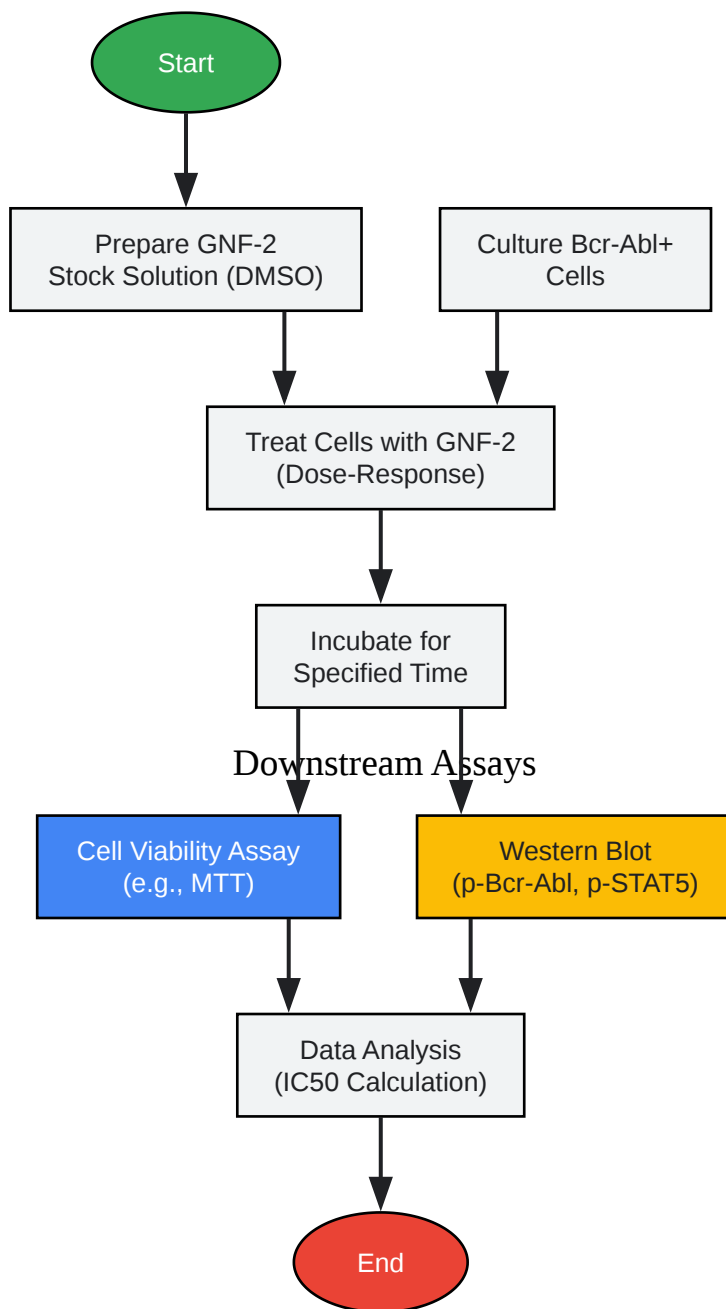 Start
Prepare GNF-2
Stock Solution (DMSO)
Culture Bcr-Abl+
Cells
Treat Cells with GNF-2
(Dose-Response)
Incubate for
Specified Time
Downstream Assays
Cell Viability Assay
(e.g., MTT)
Western Blot
(p-Bcr-Abl, p-STAT5)
Data Analysis
(IC50 Calculation)
End